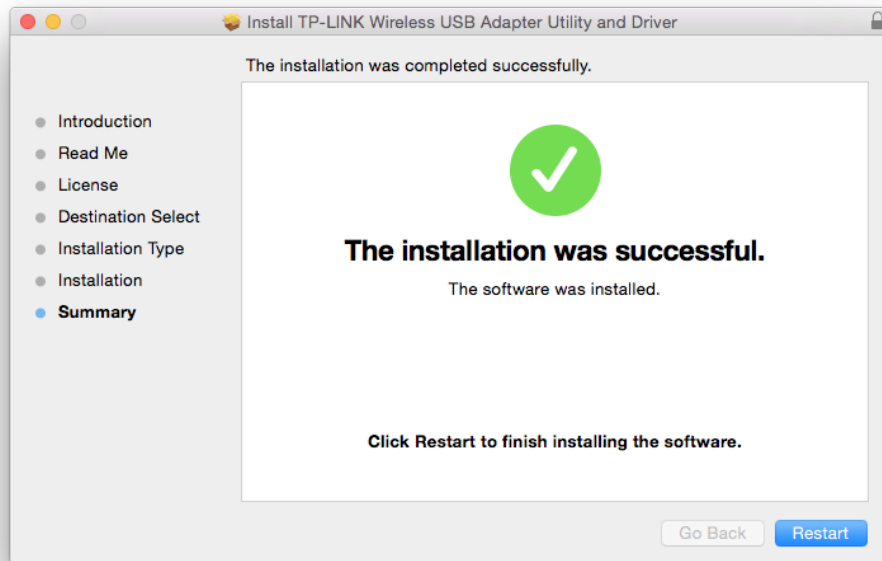 Install TP-LINK Wireless USB Adapter Utility and Driver
The installation was completed successfully.
Introduction
Read Me
License
Destination Select
Installation Type
Installation
Summary
The installation was successful.
The software was installed.
Click Restart to finish installing the software.
Go Back
Restart